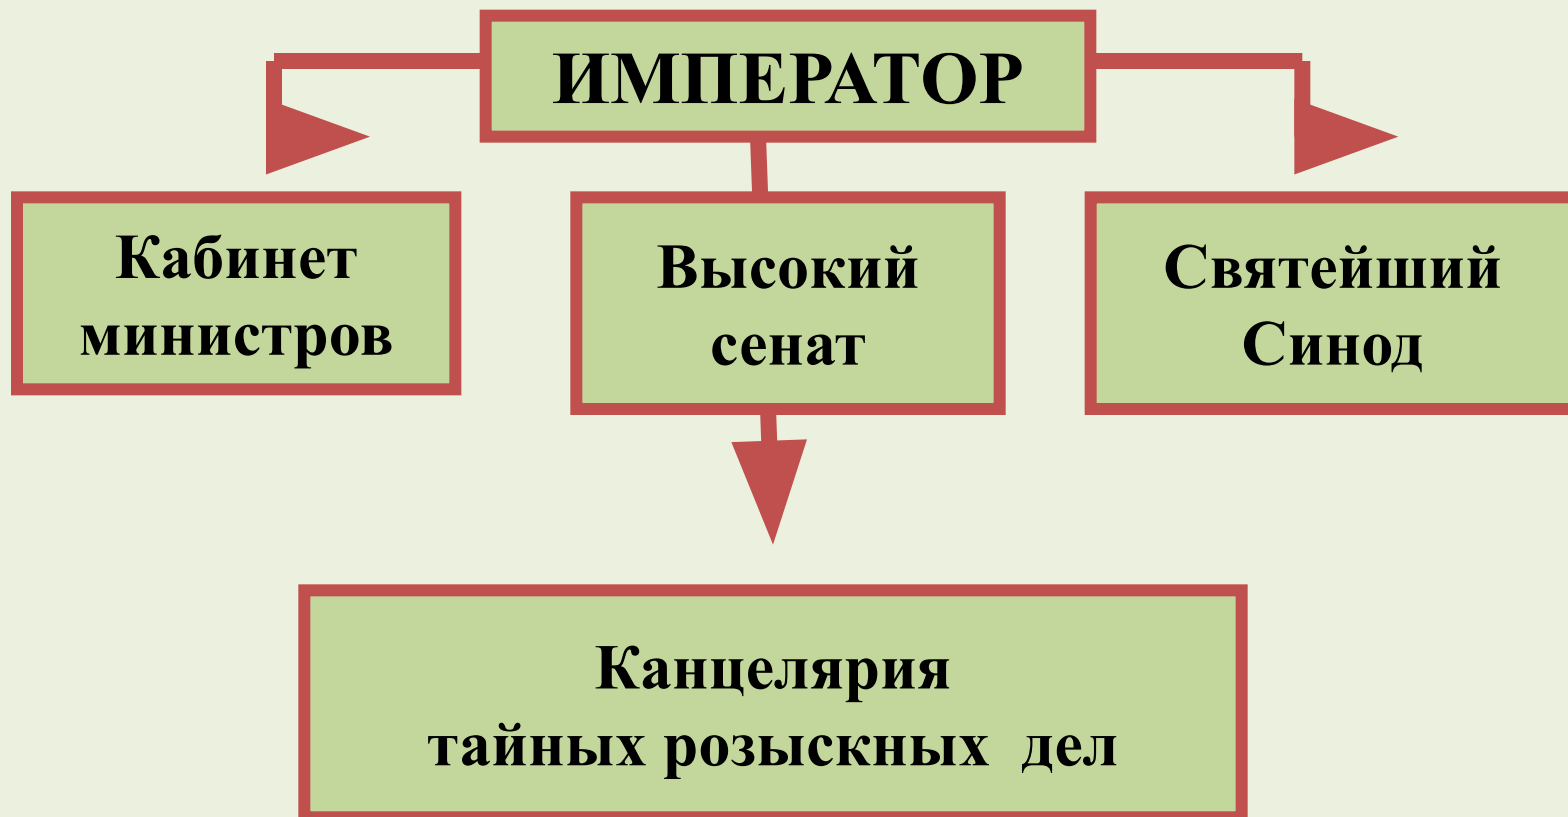 ИМПЕРАТОР
Кабинет
министров
Высокий
сенат
Святейший
Синод
Канцелярия
тайных розыскных дел